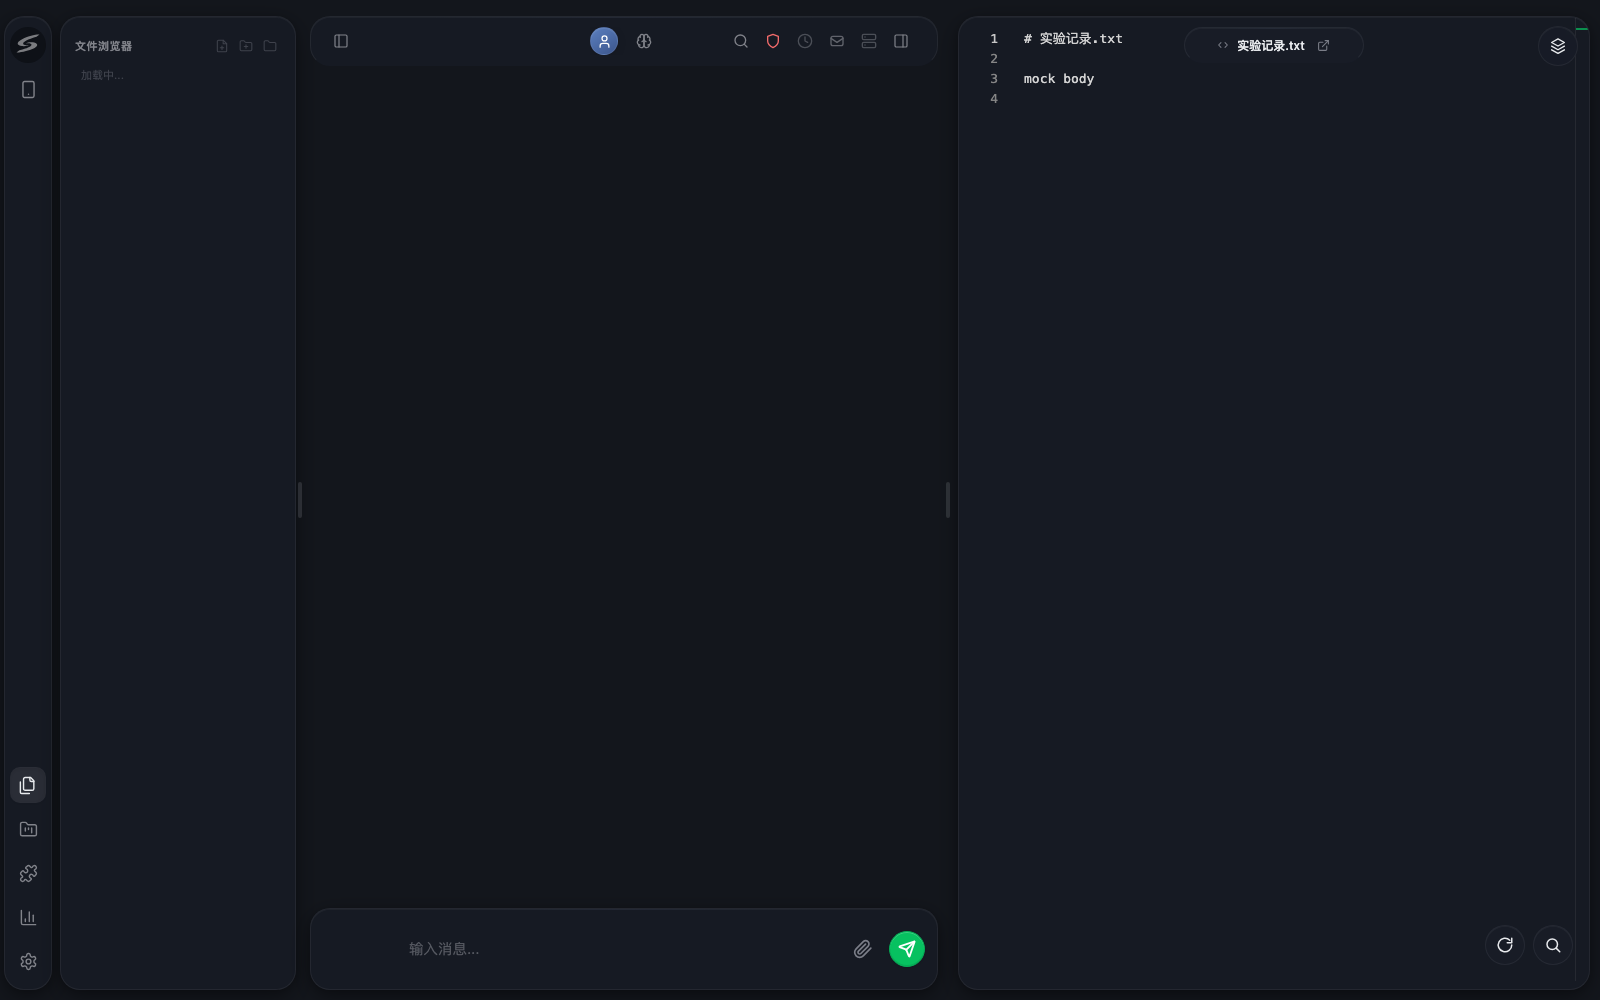 文件浏览器
加载中...
输入消息...
实验记录.txt
1 # 实验记录.txt
2
3 mock body
4